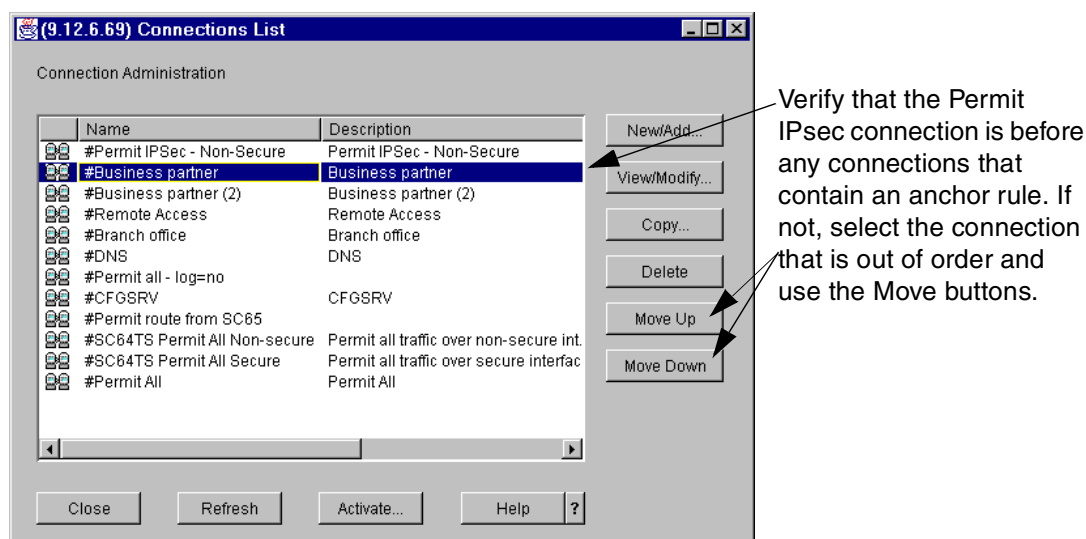 (9.12.6.69) Connections List
Connection Administration
Name Description
#Permit IPSec - Non-Secure Permit IPSec - Non-Secure
#Business partner Business partner
#Business partner (2) Business partner (2)
#Remote Access Remote Access
#Branch office Branch office
#DNS DNS
#Permit all - log=no
#CFGSRV CFGSRV
#Permit route from SC65
#SC64TS Permit All Non-secure Permit all traffic over non-secure int.
#SC64TS Permit All Secure Permit all traffic over secure interfac
#Permit All Permit All
New/Add...
View/Modify...
Copy...
Delete
Move Up
Move Down
Close Refresh Activate... Help ?
Verify that the Permit
IPsec connection is before
any connections that
contain an anchor rule. If
not, select the connection
that is out of order and
use the Move buttons.